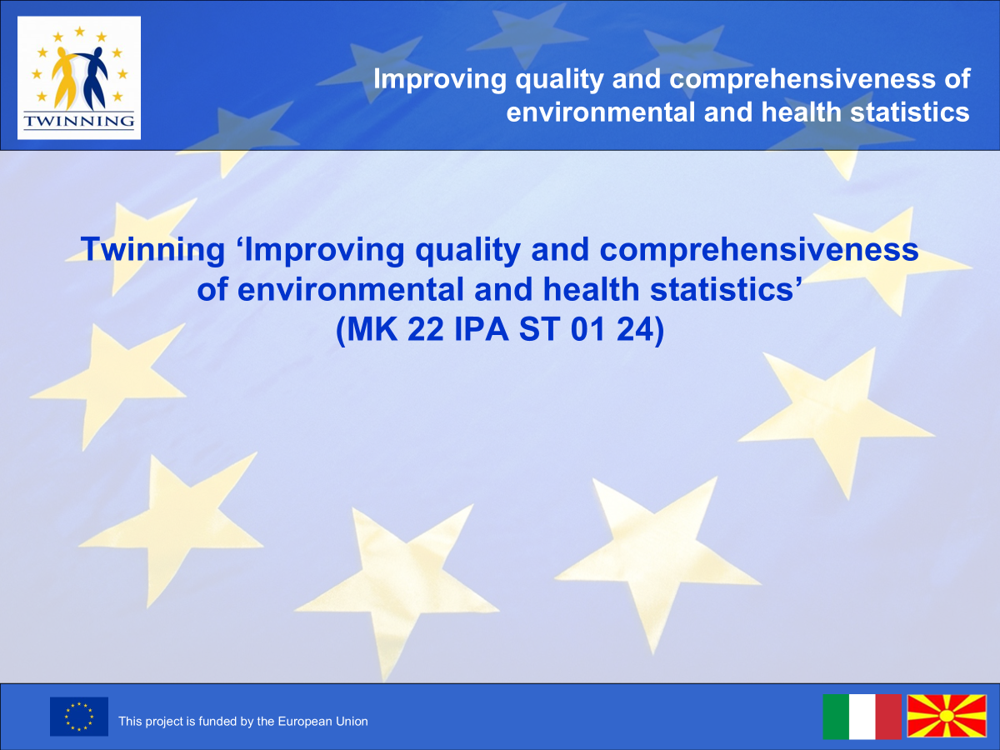 TWINNING
Improving quality and comprehensiveness of
environmental and health statistics
Twinning ‘Improving quality and comprehensiveness
of environmental and health statistics’
(MK 22 IPA ST 01 24)
This project is funded by the European Union